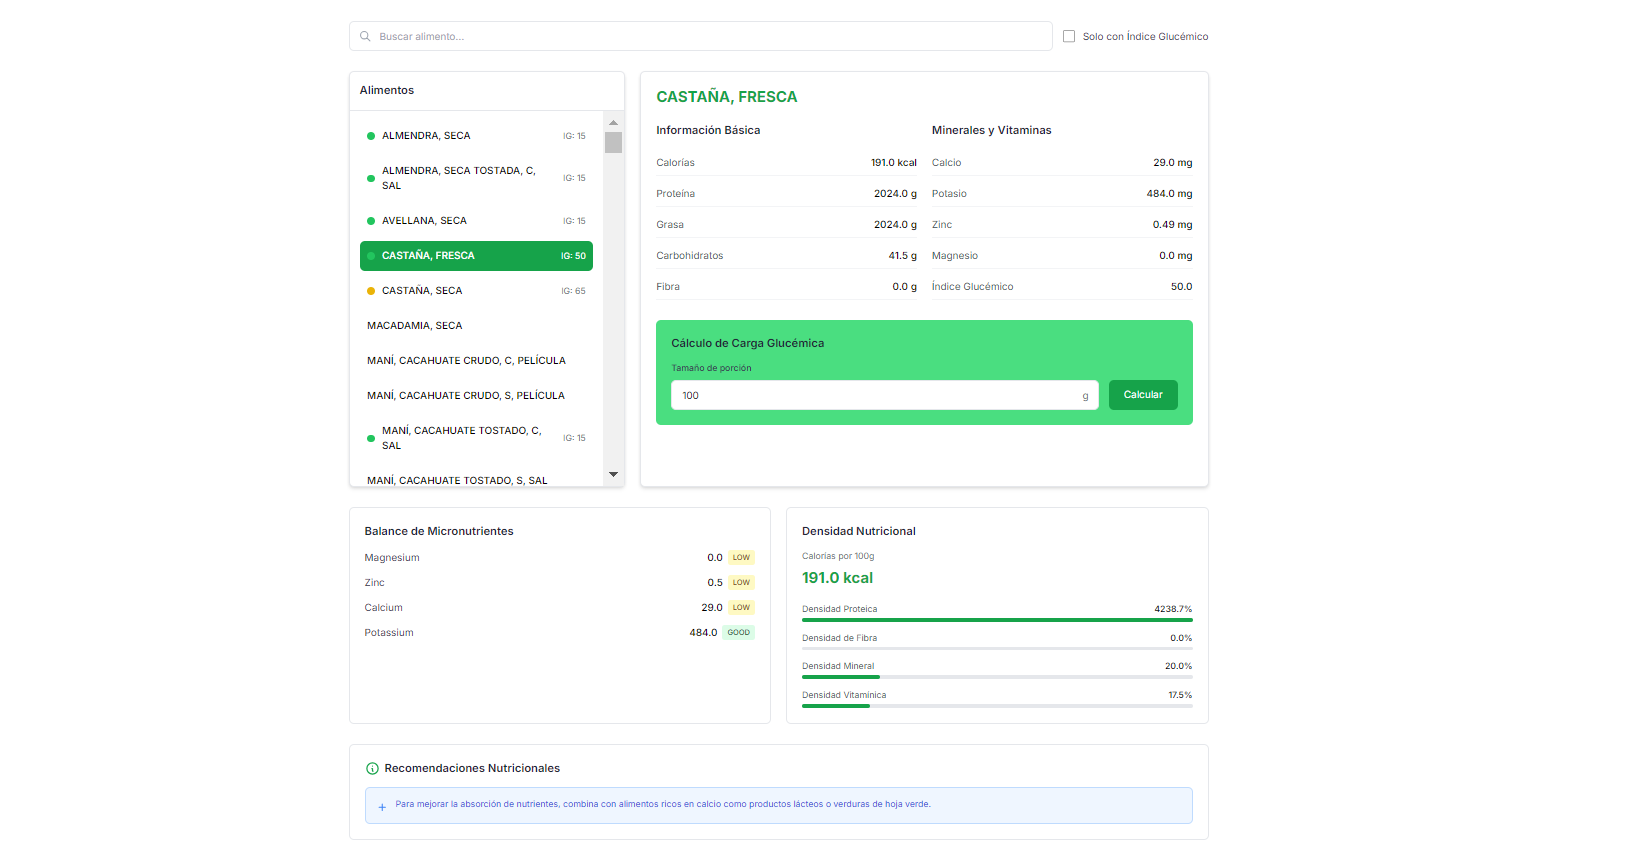 Buscar alimento...
Solo con Índice Glucémico
Alimentos
ALMENDRA, SECA IG: 15
ALMENDRA, SECA TOSTADA, C,
SAL IG: 15
AVELLANA, SECA IG: 15
CASTAÑA, FRESCA IG: 50
CASTAÑA, SECA IG: 65
MACADAMIA, SECA
MANÍ, CACAHUATE CRUDO, C, PELÍCULA
MANÍ, CACAHUATE CRUDO, S, PELÍCULA
MANÍ, CACAHUATE TOSTADO, C,
SAL IG: 15
MANÍ, CACAHUATE TOSTADO, S, SAL
CASTAÑA, FRESCA
Información Básica
Calorías 191.0 kcal
Proteína 2024.0 g
Grasa 2024.0 g
Carbohidratos 41.5 g
Fibra 0.0 g
Minerales y Vitaminas
Calcio 29.0 mg
Potasio 484.0 mg
Zinc 0.49 mg
Magnesio 0.0 mg
Índice Glucémico 50.0
Cálculo de Carga Glucémica
Tamaño de porción
100 g
Calcular
Balance de Micronutrientes
Magnesium 0.0 LOW
Zinc 0.5 LOW
Calcium 29.0 LOW
Potassium 484.0 GOOD
Densidad Nutricional
Calorías por 100g
191.0 kcal
Densidad Proteica 4238.7%
Densidad de Fibra 0.0%
Densidad Mineral 20.0%
Densidad Vitamínica 17.5%
Recomendaciones Nutricionales
+ Para mejorar la absorción de nutrientes, combina con alimentos ricos en calcio como productos lácteos o verduras de hoja verde.